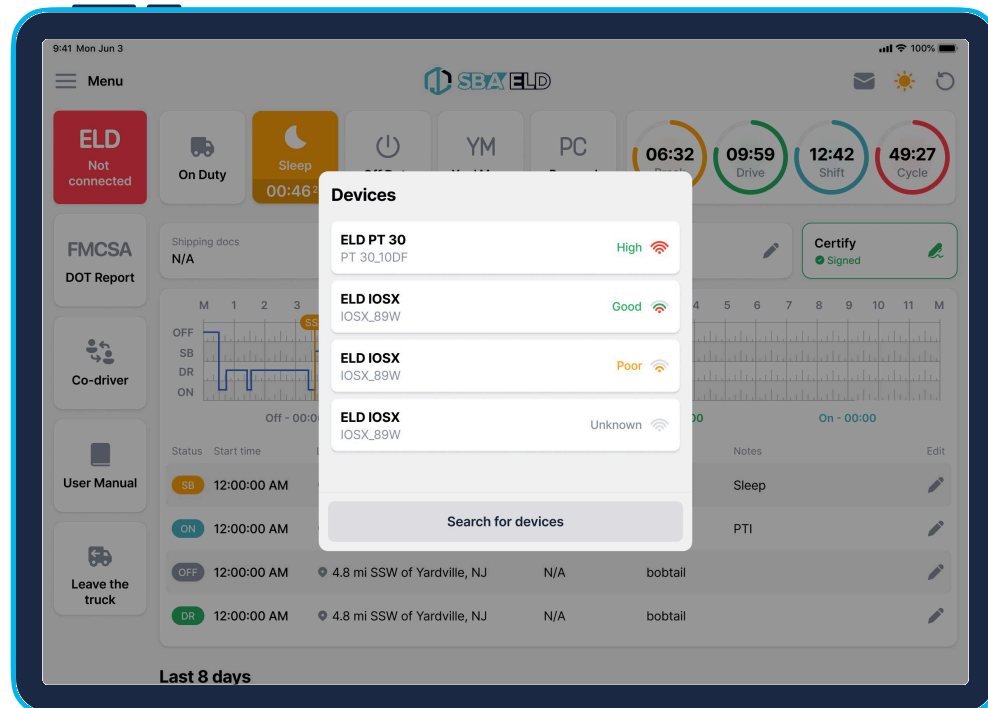 9:41 Mon Jun 3
100%
Menu
SBA ELD
ELD
Not
connected
On Duty
Sleep
00:46
YM
PC
06:32
Break
09:59
Drive
12:42
Shift
49:27
Cycle
FMCSA
DOT Report
Shipping docs
N/A
Certify
Signed
Devices
ELD PT 30
PT 30_10DF
High
ELD IOSX
IOSX_89W
Good
ELD IOSX
IOSX_89W
Poor
ELD IOSX
IOSX_89W
Unknown
Search for devices
M 1 2 3
4 5 6 7 8 9 10 11 M
OFF
SB
DR
ON
Off - 00:0
On - 00:00
Co-driver
User Manual
Leave the
truck
Status Start time
Notes Edit
SB 12:00:00 AM Sleep
ON 12:00:00 AM PTI
OFF 12:00:00 AM 4.8 mi SSW of Yardville, NJ N/A bobtail
DR 12:00:00 AM 4.8 mi SSW of Yardville, NJ N/A bobtail
Last 8 days